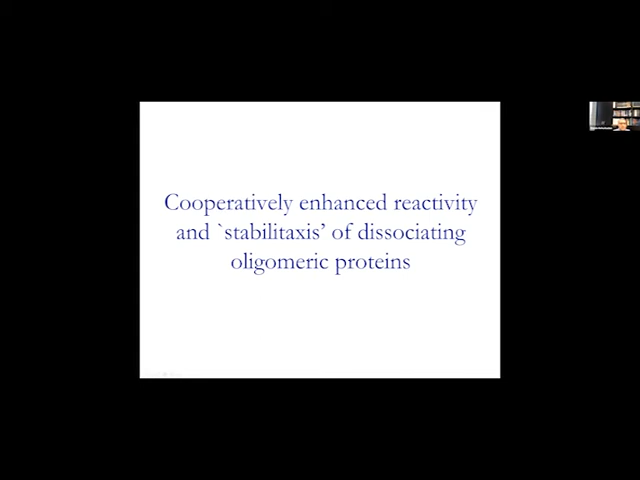 Cooperatively enhanced reactivity
and `stabilitaxis’ of dissociating
oligomeric proteins